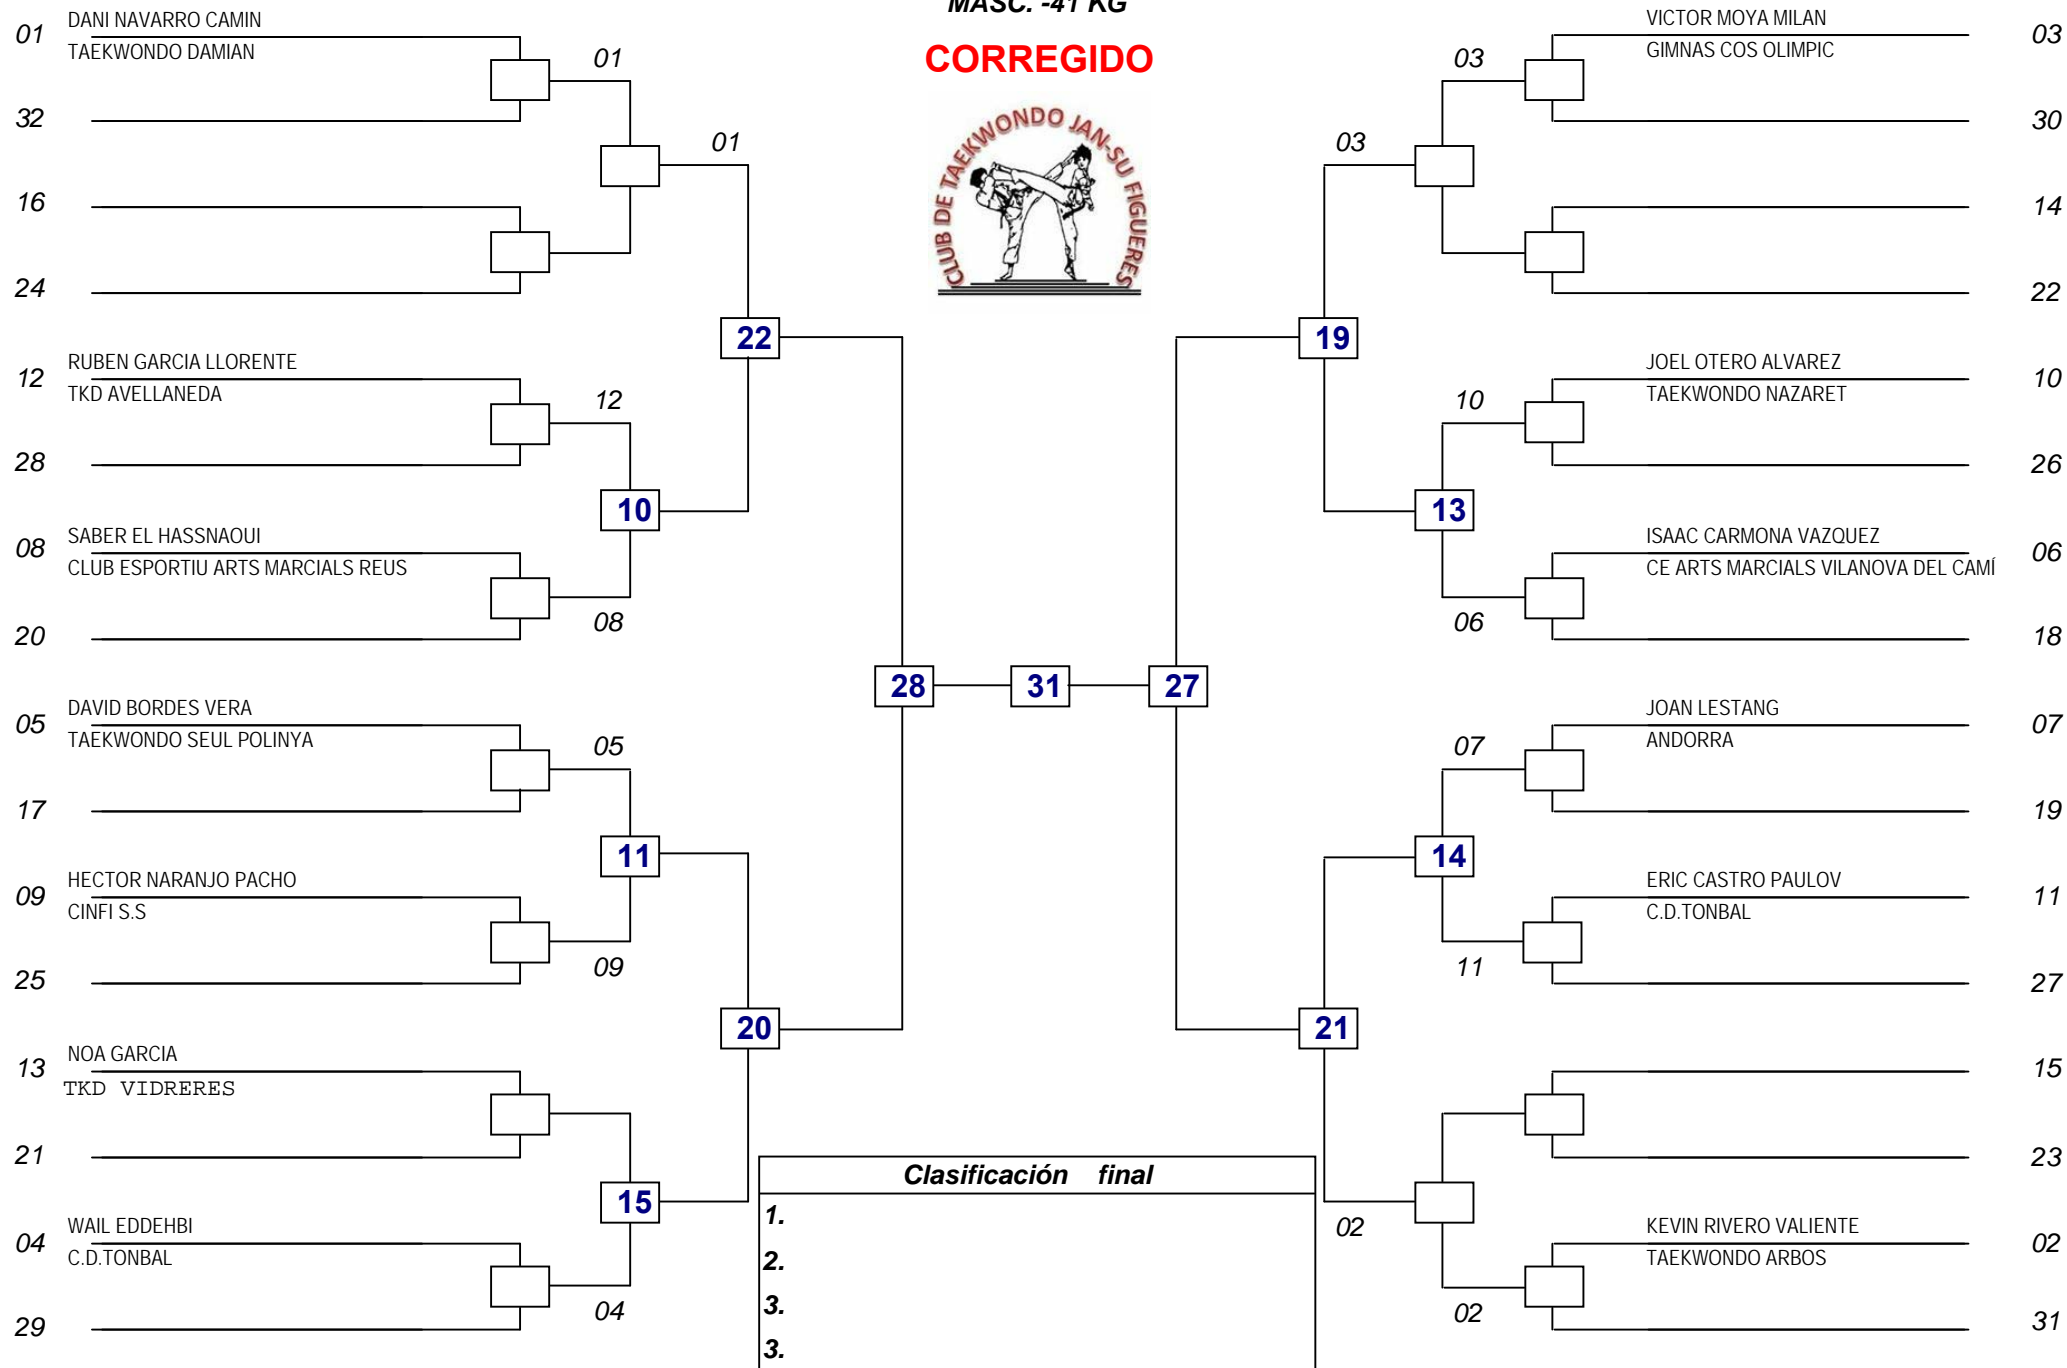 MASC. -41 KG
CORREGIDO
CLUB DE TAEKWONDO JAN-SU FIGUERES
01 DANI NAVARRO CAMIN
TAEKWONDO DAMIAN
01
32
01
16
24
22
12 RUBEN GARCIA LLORENTE
TKD AVELLANEDA
12
28
10
08 SABER EL HASSNAOUI
CLUB ESPORTIU ARTS MARCIALS REUS
08
20
28 31 27
05 DAVID BORDES VERA
TAEKWONDO SEUL POLINYA
05
17
11
09 HECTOR NARANJO PACHO
CINFI S.S
09
25
20
13 NOA GARCIA
TKD VIDRERES
21
15
04 WAIL EDDEHBI
C.D.TONBAL
04
29
VICTOR MOYA MILAN 03
GIMNAS COS OLIMPIC
03
30
03
14
22
19
JOEL OTERO ALVAREZ 10
TAEKWONDO NAZARET
10
26
13
ISAAC CARMONA VAZQUEZ 06
CE ARTS MARCIALS VILANOVA DEL CAMÍ
06
18
JOAN LESTANG 07
ANDORRA
07
19
14
ERIC CASTRO PAULOV 11
C.D.TONBAL
11
27
21
15
23
02
KEVIN RIVERO VALIENTE 02
TAEKWONDO ARBOS
02
31
Clasificación final
1.
2.
3.
3.